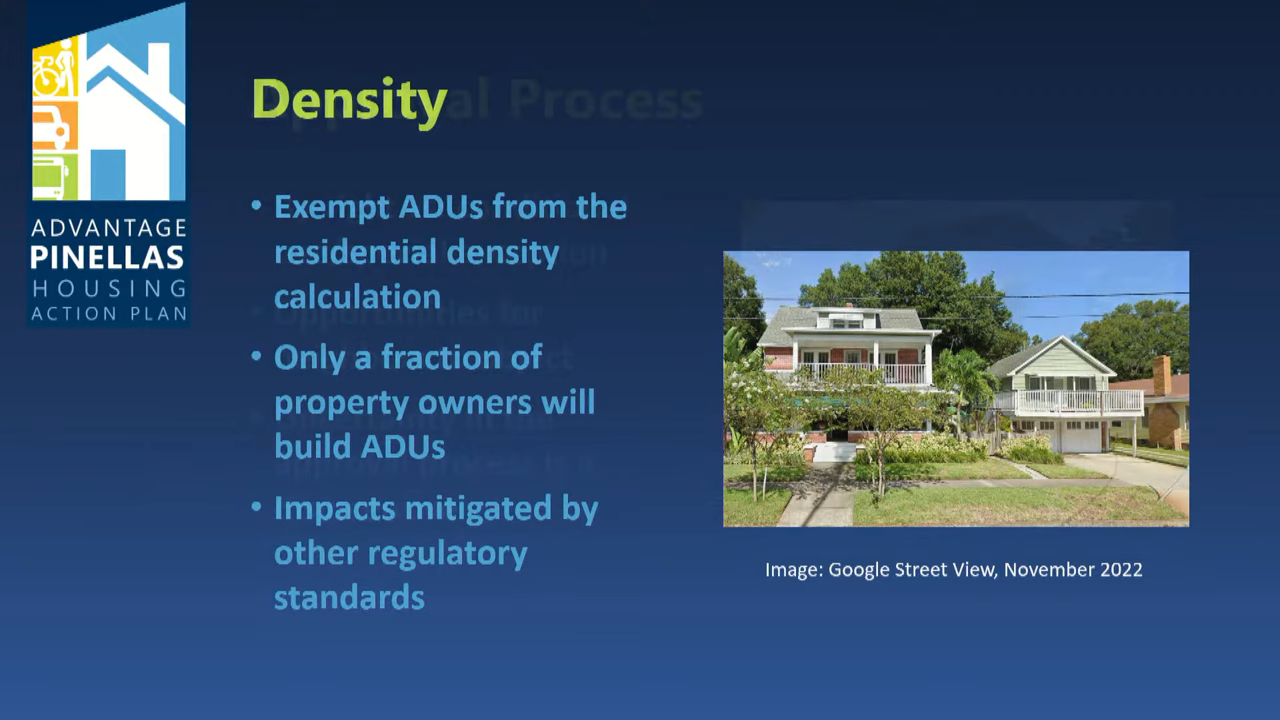 ADVANTAGE
PINELLAS
HOUSING
ACTION PLAN
Density
Process
• Exempt ADUs from the
residential density
calculation
• Only a fraction of
property owners will
build ADUs
• Impacts mitigated by
other regulatory
standards
Image: Google Street View, November 2022